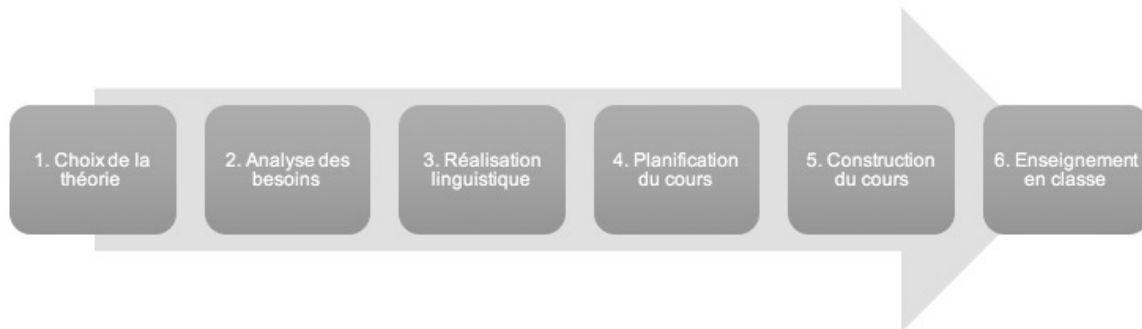 1. Choix de la
théorie
2. Analyse des
besoins
3. Réalisation
linguistique
4. Planification
du cours
5. Construction
du cours
6. Enseignement
en classe